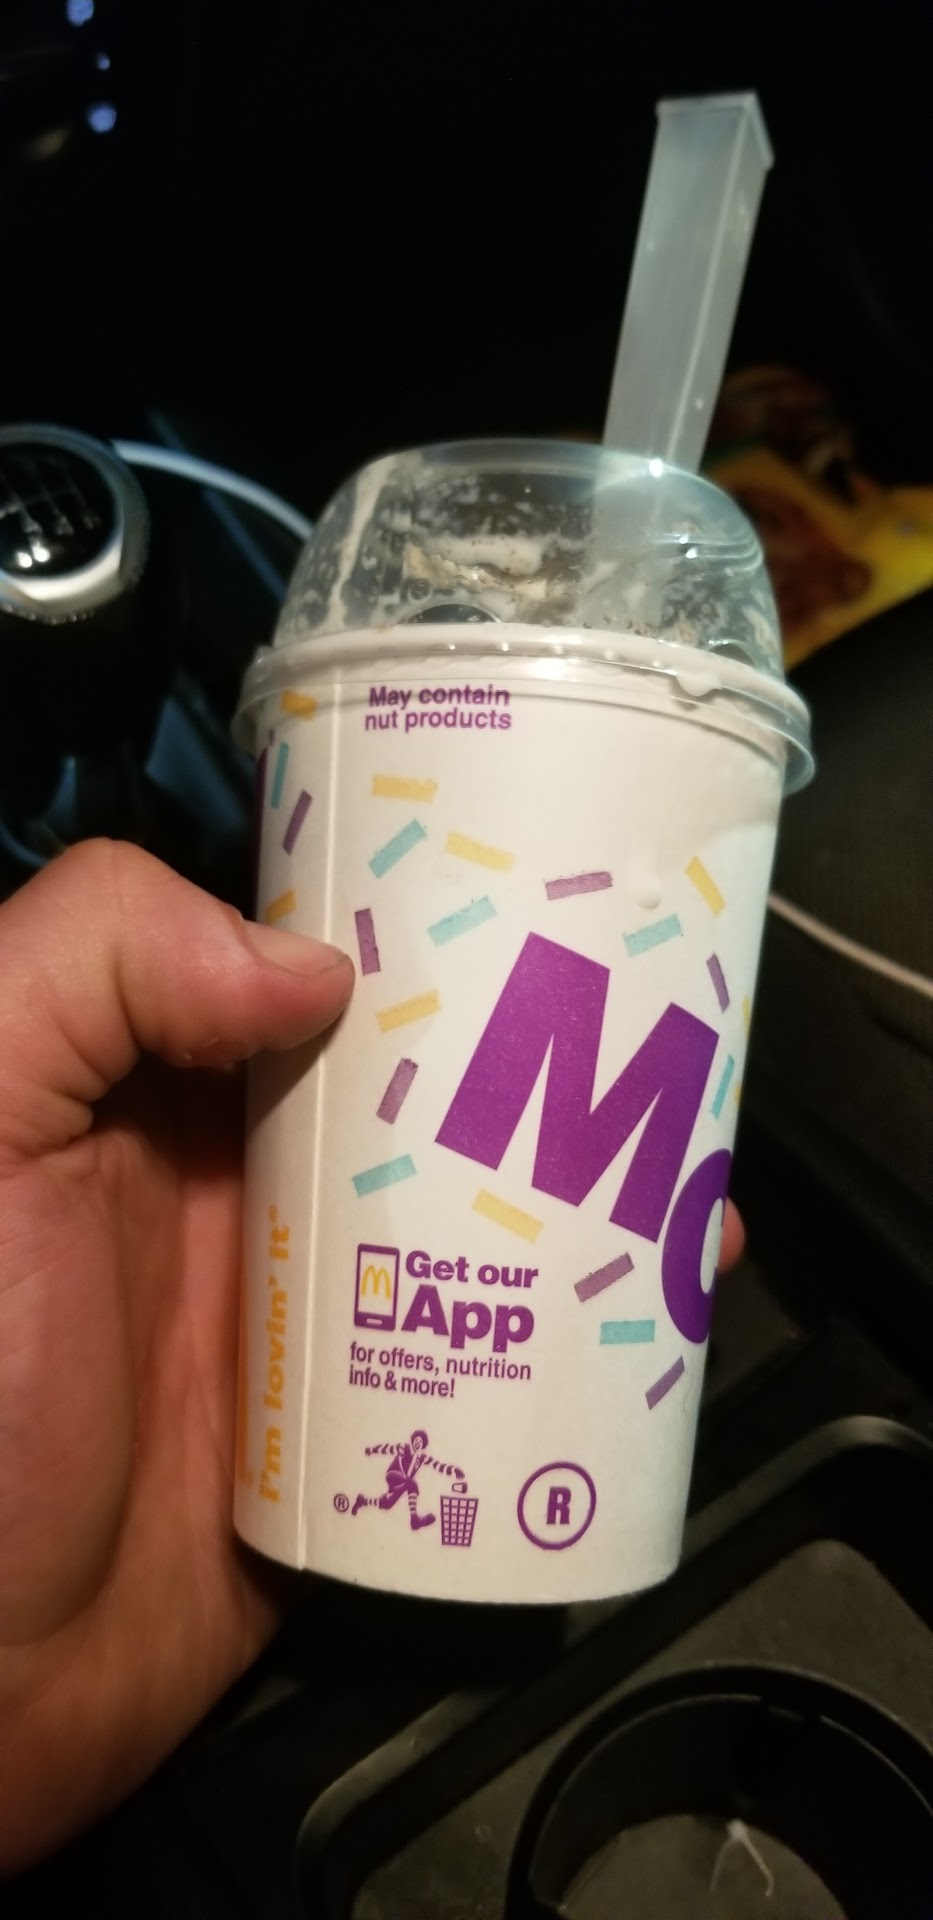 May contain
nut products
Mc
Get our
App
for offers, nutrition
info & more!
I'm lovin' it®
®
R